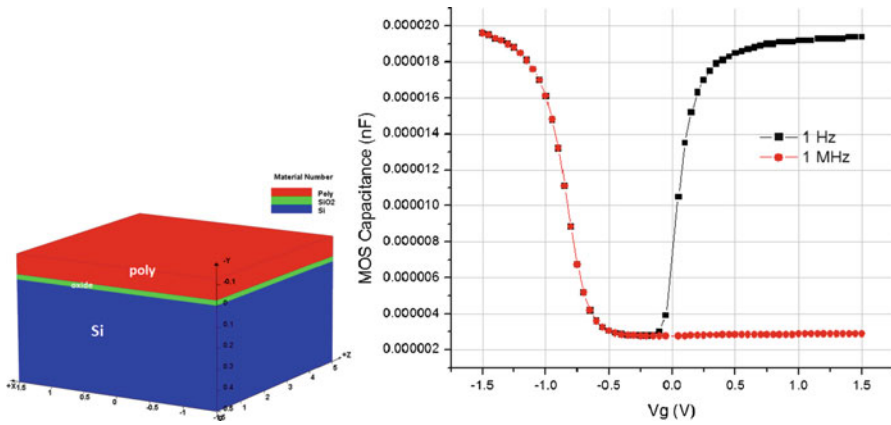 Material Number
Poly
SiO2
Si
poly
oxide
Si
-Y
-0.1
0
0.1
0.2
0.3
0.4
+X
1.5
1
0.5
0
-0.5
-1
1
2
3
4
5
+Z
MOS Capacitance (nF)
0.000020
0.000018
0.000016
0.000014
0.000012
0.000010
0.000008
0.000006
0.000004
0.000002
1 Hz
1 MHz
-1.5 -1.0 -0.5 0.0 0.5 1.0 1.5
Vg (V)